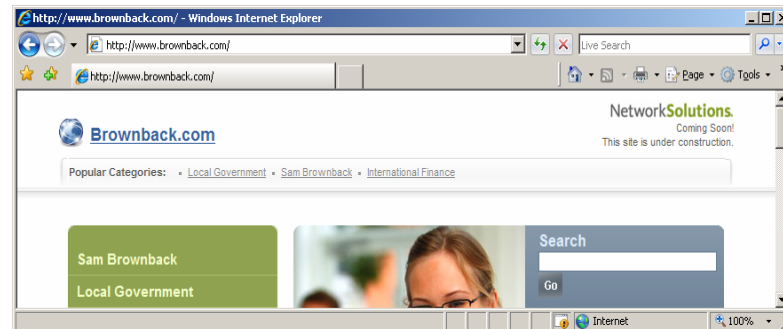 http://www.brownback.com/ - Windows Internet Explorer
http://www.brownback.com/
Live Search
http://www.brownback.com/
Page
Tools
NetworkSolutions.
Coming Soon!
This site is under construction.
Brownback.com
Popular Categories: • Local Government • Sam Brownback • International Finance
Sam Brownback
Local Government
Search
Go
Internet
100%